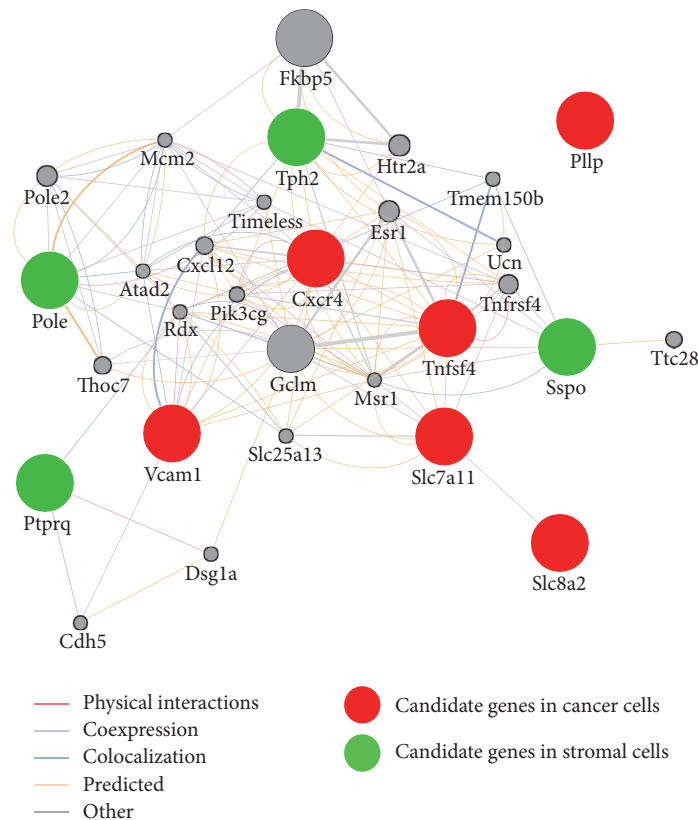 Fkbp5
Pllp
Mcm2
Tph2
Htr2a
Pole2
Tmem150b
Timeless
Esr1
Ucn
Cxcl12
Atad2
Cxcr4
Tnfrsf4
Pole
Pik3cg
Rdx
Ttc28
Thoc7
Gclm
Tnfsf4
Sspo
Msr1
Vcam1
Slc25a13
Slc7a11
Ptprq
Dsg1a
Slc8a2
Cdh5
Physical interactions
Coexpression
Colocalization
Predicted
Other
Candidate genes in cancer cells
Candidate genes in stromal cells